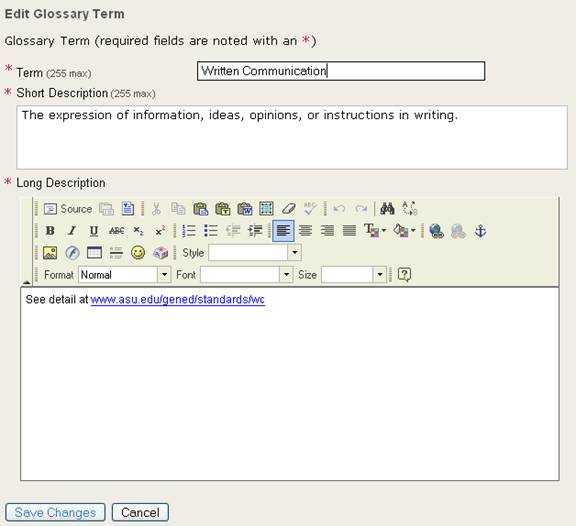 Edit Glossary Term
Glossary Term (required fields are noted with an *)
* Term (255 max) Written Communication
* Short Description (255 max)
The expression of information, ideas, opinions, or instructions in writing.
* Long Description
Source
B I U ABC x₂ x²
Style
Format Normal Font Size
See detail at www.asu.edu/gened/standards/wc
Save Changes Cancel